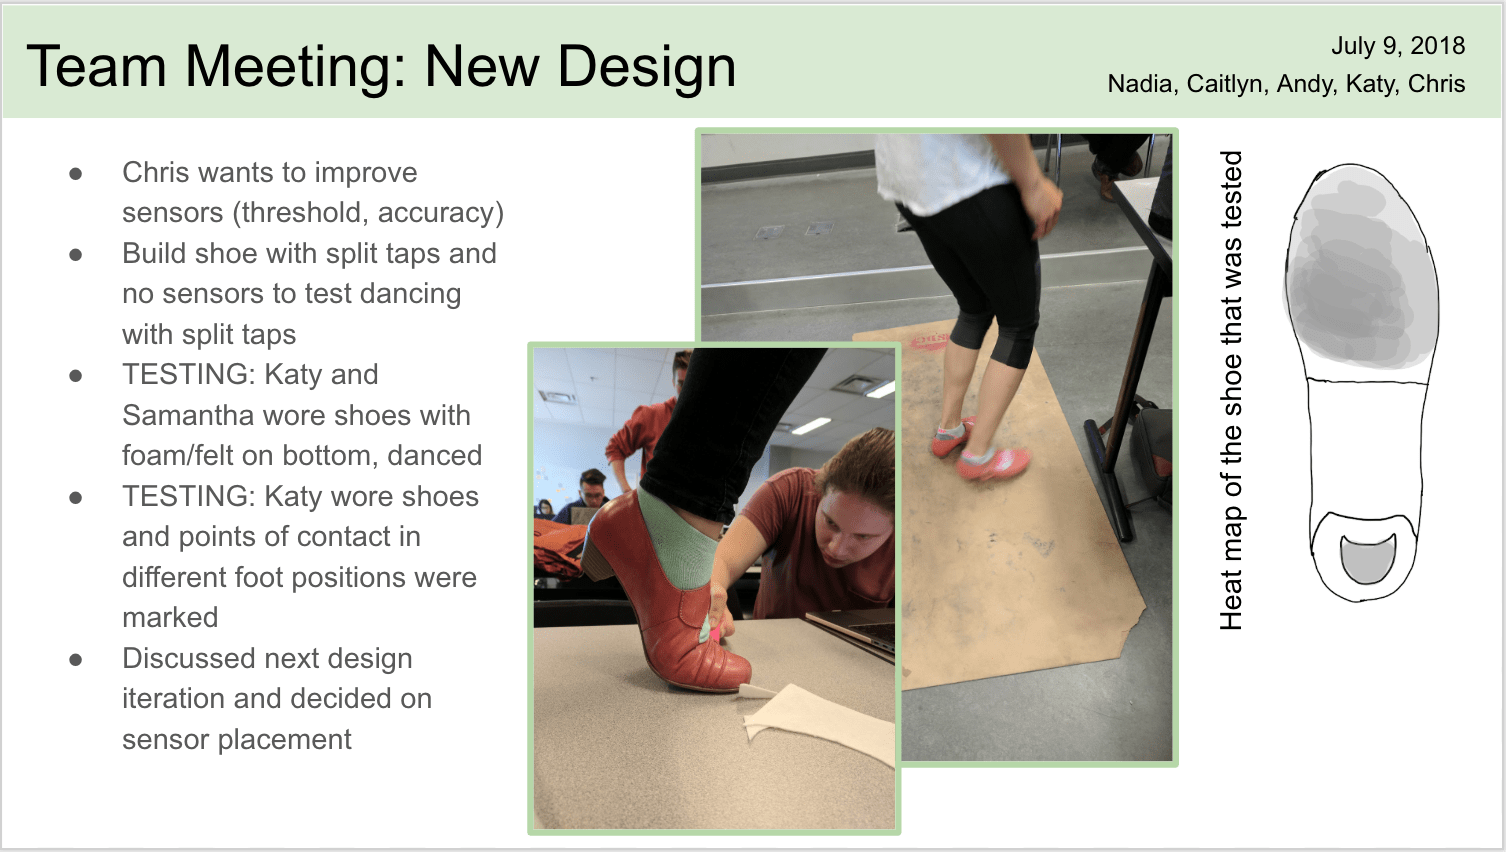 Team Meeting: New Design
July 9, 2018
Nadia, Caitlyn, Andy, Katy, Chris
● Chris wants to improve
sensors (threshold, accuracy)
● Build shoe with split taps and
no sensors to test dancing
with split taps
● TESTING: Katy and
Samantha wore shoes with
foam/felt on bottom, danced
● TESTING: Katy wore shoes
and points of contact in
different foot positions were
marked
● Discussed next design
iteration and decided on
sensor placement
Heat map of the shoe that was tested